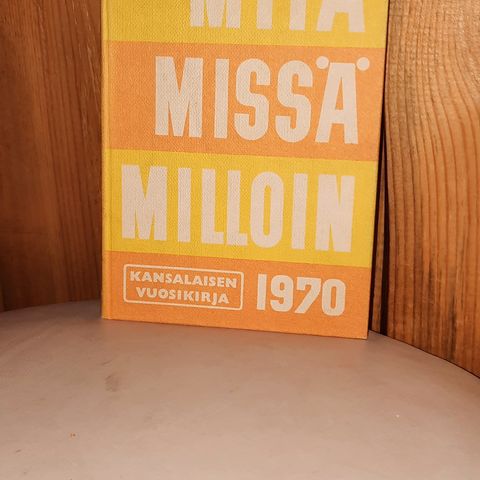 MITÄ
MISSÄ
MILLOIN
KANSALAISEN
VUOSIKIRJA
1970